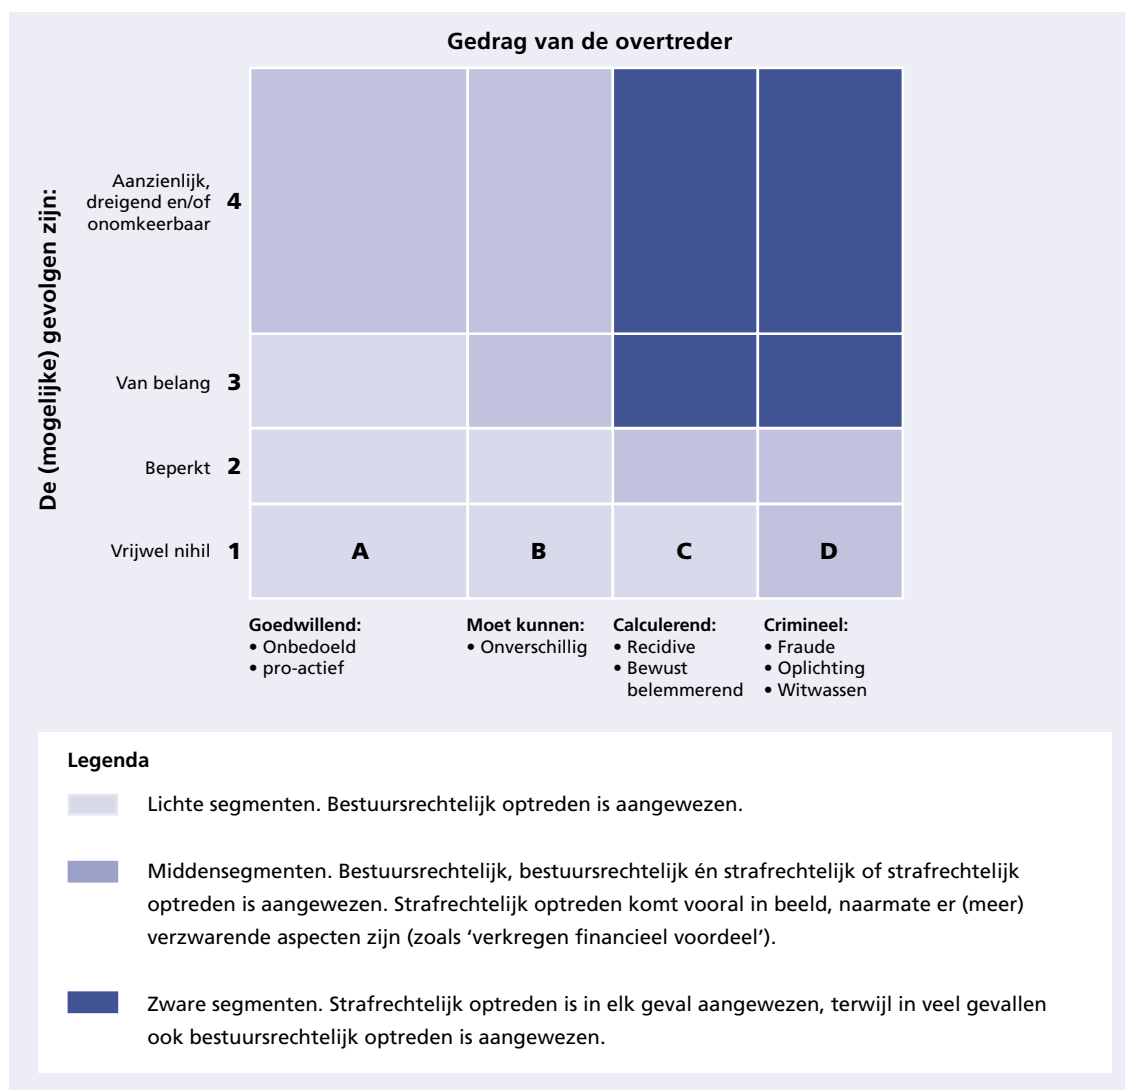 Gedrag van de overtreder
De (mogelijke) gevolgen zijn:
Aanzienlijk,
dreigend en/of
onomkeerbaar
4
Van belang 3
Beperkt 2
Vrijwel nihil 1
A B C D
Goedwillend:
• Onbedoeld
• pro-actief
Moet kunnen:
• Onverschillig
Calculerend:
• Recidive
• Bewust
belemmerend
Crimineel:
• Fraude
• Oplichting
• Witwassen
Legenda
Lichte segmenten. Bestuursrechtelijk optreden is aangewezen.
Middensegmenten. Bestuursrechtelijk, bestuursrechtelijk én strafrechtelijk of strafrechtelijk
optreden is aangewezen. Strafrechtelijk optreden komt vooral in beeld, naarmate er (meer)
verzwarende aspecten zijn (zoals ‘verkregen financieel voordeel’).
Zware segmenten. Strafrechtelijk optreden is in elk geval aangewezen, terwijl in veel gevallen
ook bestuursrechtelijk optreden is aangewezen.